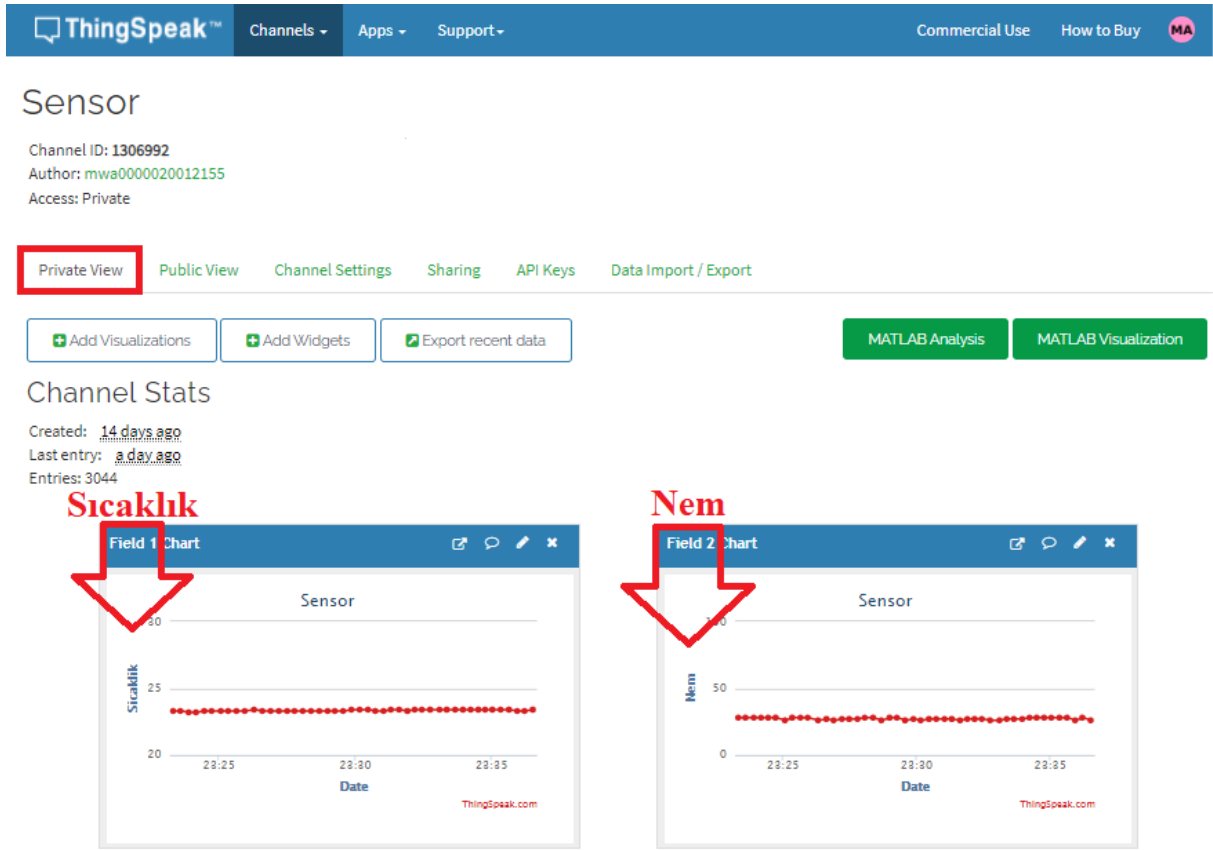 ThingSpeak™ Channels Apps Support Commercial Use How to Buy MA
Sensor
Channel ID: 1306992
Author: mwa0000020012155
Access: Private
Private View Public View Channel Settings Sharing API Keys Data Import / Export
Add Visualizations Add Widgets Export recent data MATLAB Analysis MATLAB Visualization
Channel Stats
Created: 14 days ago
Last entry: a day ago
Entries: 3044
Sıcaklık
Field 1 Chart
Sensor
30
25
20
Sicaklik
23:25 23:30 23:35
Date
ThingSpeak.com
Nem
Field 2 Chart
Sensor
100
50
0
Nem
23:25 23:30 23:35
Date
ThingSpeak.com